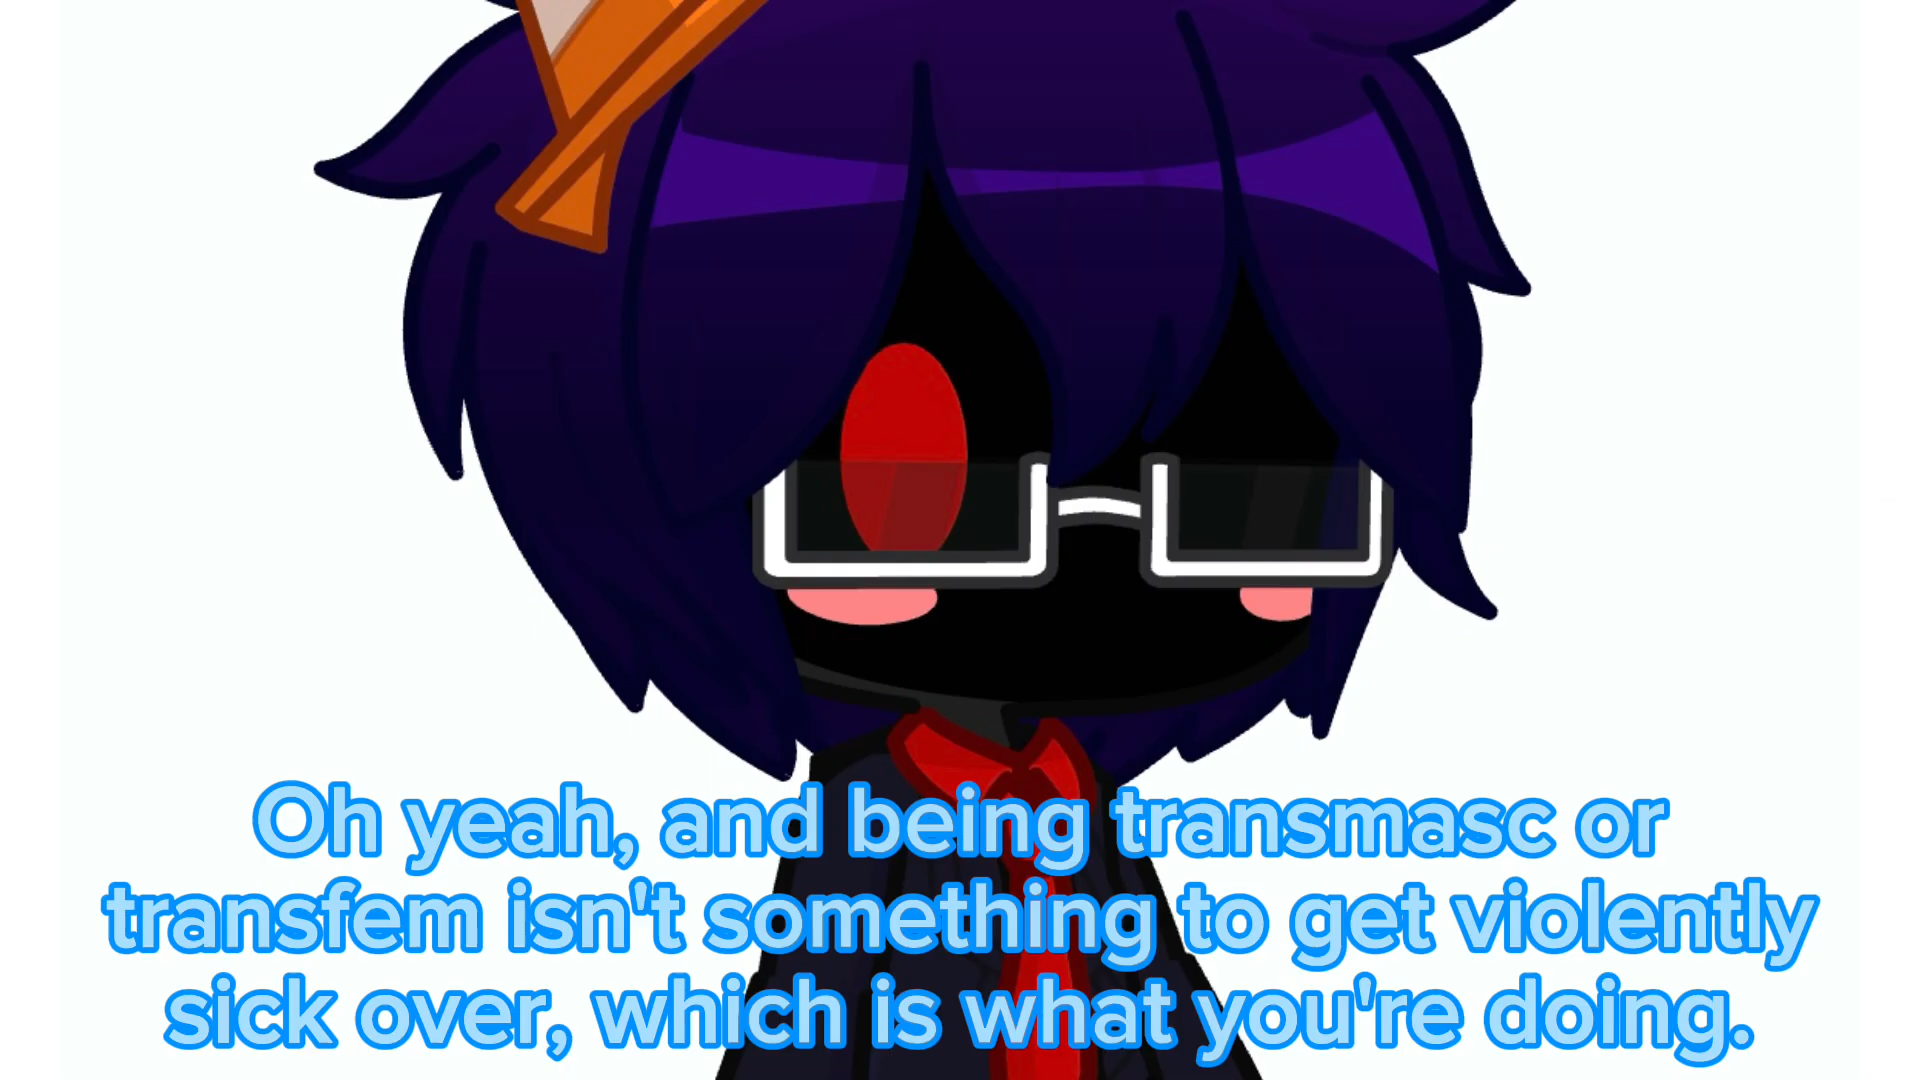 Oh yeah, and being transmasc or
transfem isn't something to get violently
sick over, which is what you're doing.